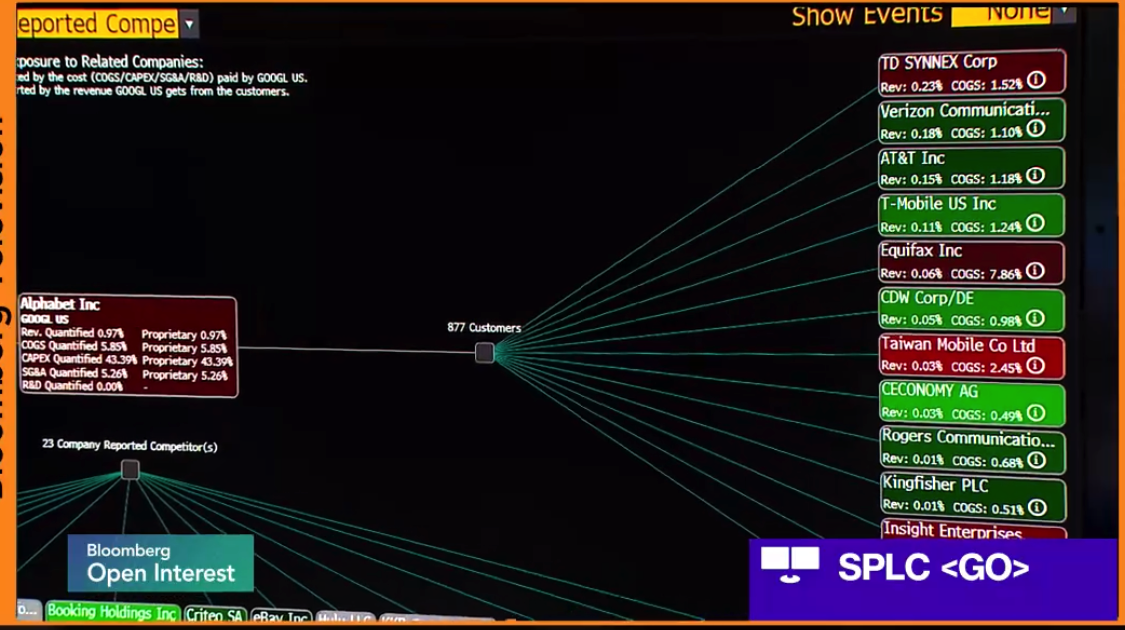 eported Compe
Show Events None
xposure to Related Companies:
ed by the cost (COGS/CAPEX/SG&A/R&D) paid by GOOGL US.
rted by the revenue GOOGL US gets from the customers.
TD SYNNEX Corp
Rev: 0.23% COGS: 1.52%
Verizon Communicati...
Rev: 0.18% COGS: 1.10%
AT&T Inc
Rev: 0.15% COGS: 1.18%
T-Mobile US Inc
Rev: 0.11% COGS: 1.24%
Equifax Inc
Rev: 0.06% COGS: 7.86%
CDW Corp/DE
Rev: 0.05% COGS: 0.98%
Taiwan Mobile Co Ltd
Rev: 0.03% COGS: 2.45%
CECONOMY AG
Rev: 0.03% COGS: 0.49%
Rogers Communicatio...
Rev: 0.01% COGS: 0.68%
Kingfisher PLC
Rev: 0.01% COGS: 0.51%
Insight Enterprises
877 Customers
Alphabet Inc
GOOGL US
Rev. Quantified 0.97% Proprietary 0.97%
COGS Quantified 5.85% Proprietary 5.85%
CAPEX Quantified 43.39% Proprietary 43.39%
SG&A Quantified 5.26% Proprietary 5.26%
R&D Quantified 0.00% -
23 Company Reported Competitor(s)
Bloomberg
Open Interest
SPLC <GO>
o... Booking Holdings Inc Criteo SA eBay Inc Hulu LLC